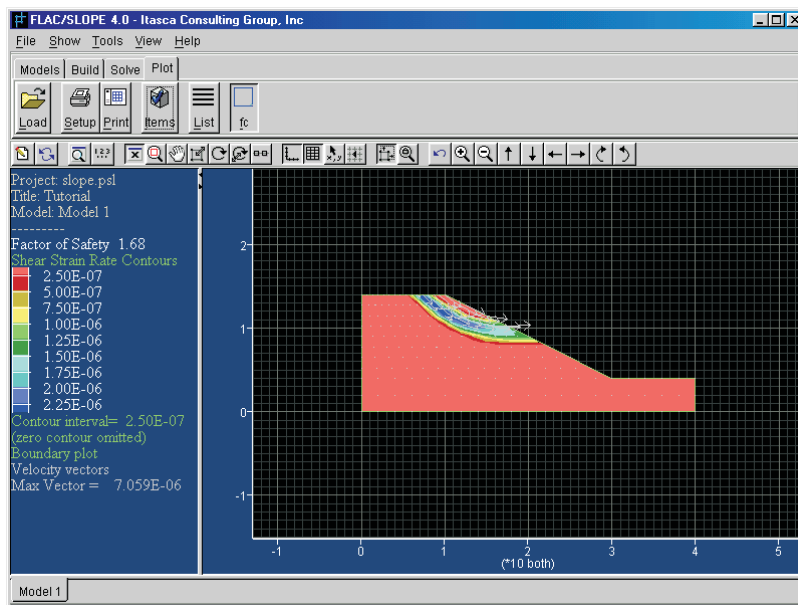 FLAC/SLOPE 4.0 - Itasca Consulting Group, Inc
File Show Tools View Help
Models Build Solve Plot
Load Setup Print Items List fc
1 2 3
x,y
Project: slope.psl
Title: Tutorial
Model: Model 1
---------
Factor of Safety 1.68
Shear Strain Rate Contours
2.50E-07
5.00E-07
7.50E-07
1.00E-06
1.25E-06
1.50E-06
1.75E-06
2.00E-06
2.25E-06
Contour interval= 2.50E-07
(zero contour omitted)
Boundary plot
Velocity vectors
Max Vector = 7.059E-06
2
1
0
-1
-1 0 1 2 3 4 5
(*10 both)
Model 1